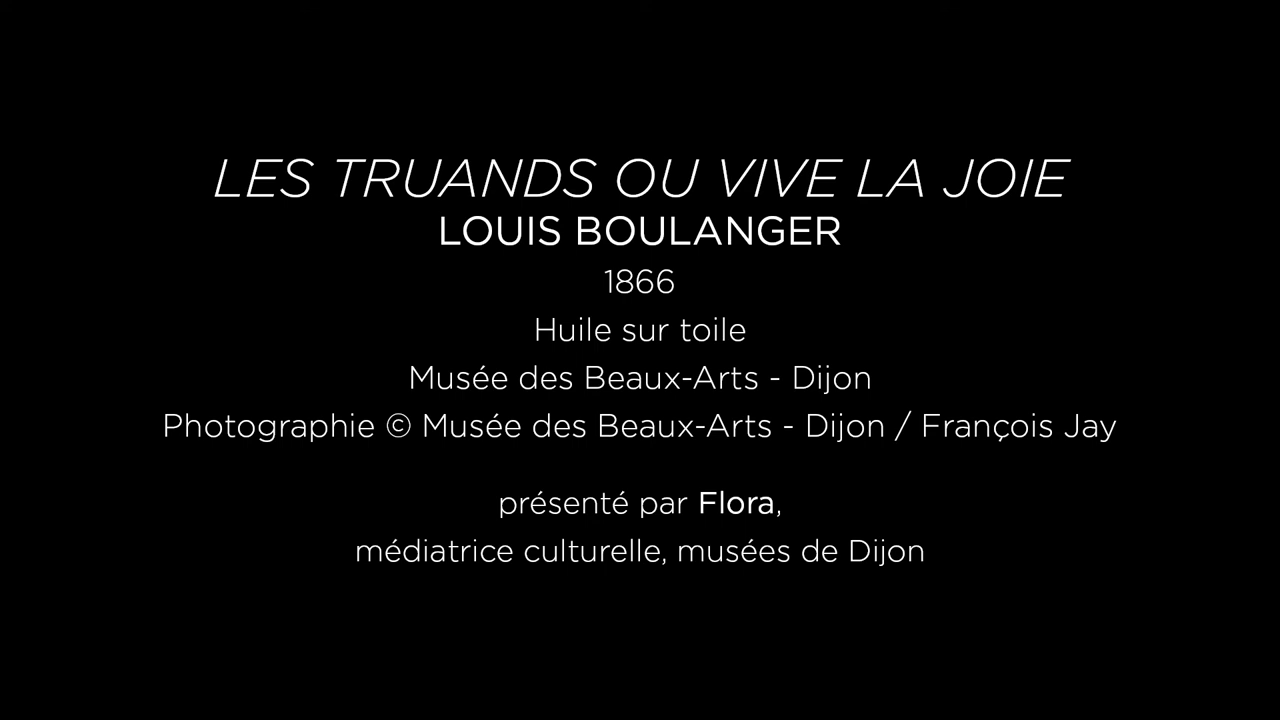 LES TRUANDS OU VIVE LA JOIE
LOUIS BOULANGER
1866
Huile sur toile
Musée des Beaux-Arts - Dijon
Photographie © Musée des Beaux-Arts - Dijon / François Jay
présenté par Flora,
médiatrice culturelle, musées de Dijon